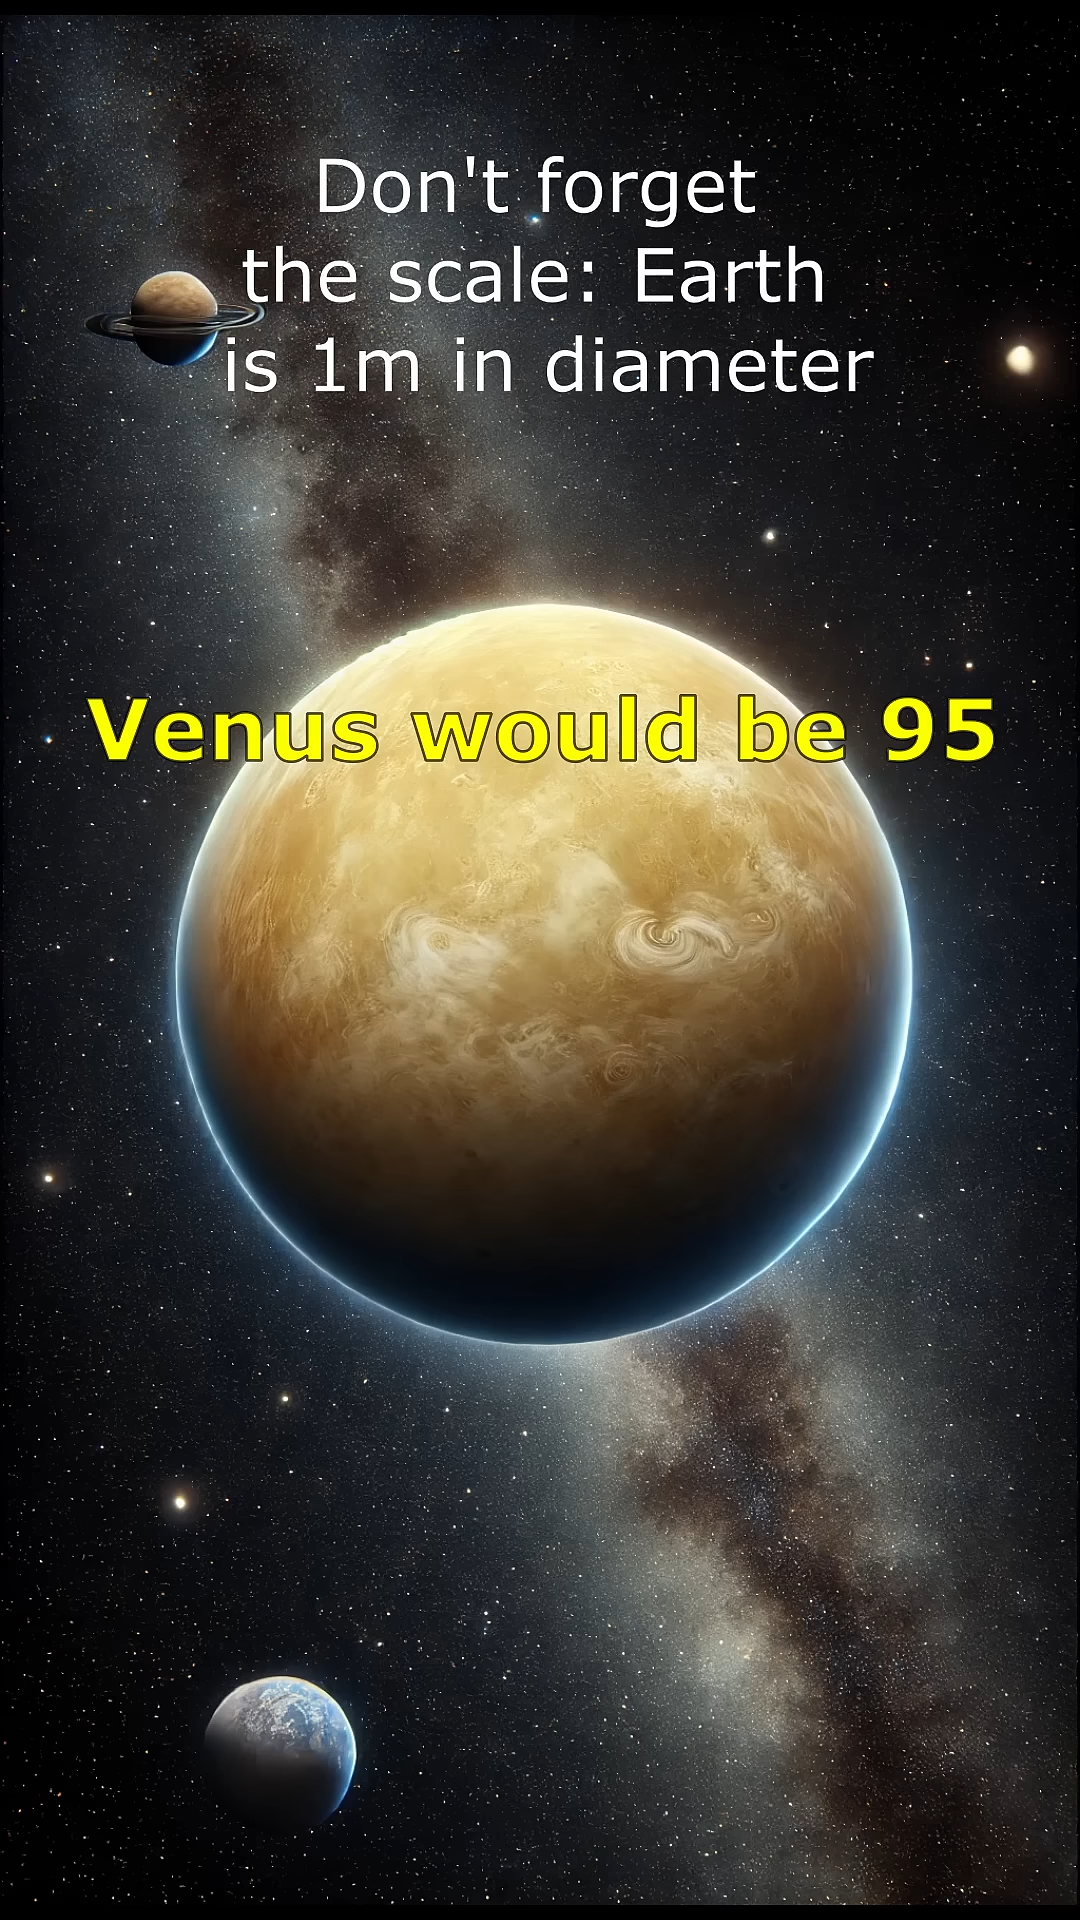 Don't forget
the scale: Earth
is 1m in diameter
Venus would be 95